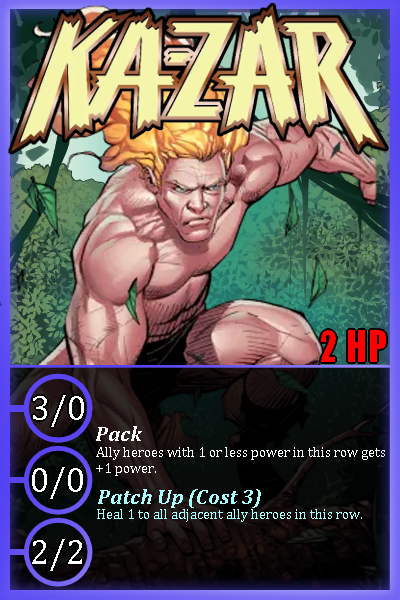 KA-ZAR
2 HP
3/0
Pack
Ally heroes with 1 or less power in this row gets
+1 power.
0/0
Patch Up (Cost 3)
Heal 1 to all adjacent ally heroes in this row.
2/2